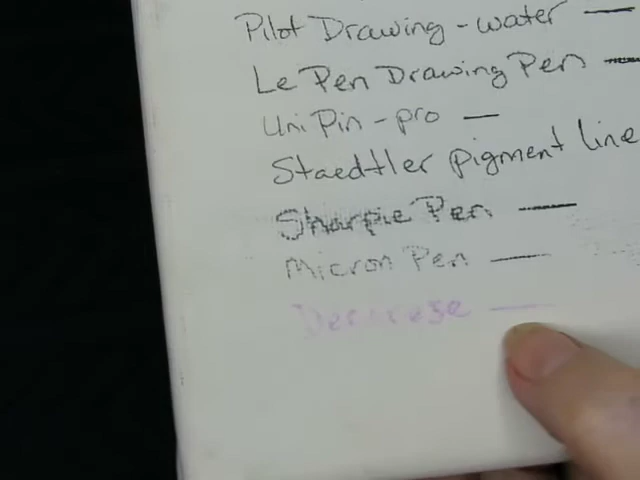 Pilot Drawing - water —
Le Pen Drawing Pen —
Uni Pin - pro —
Staedtler pigment line
Sharpie Pen —
Micron Pen —
—